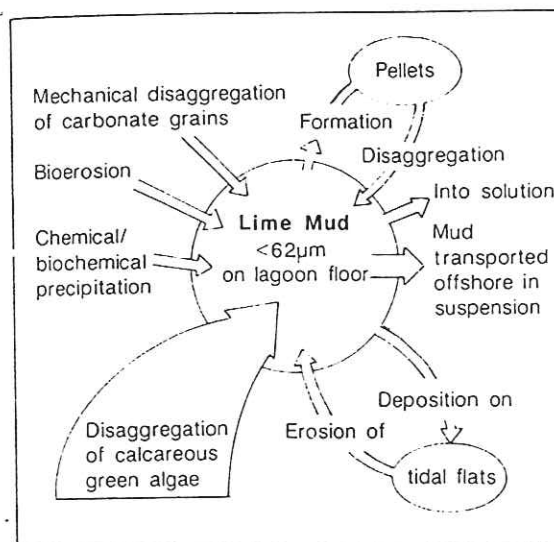 Pellets
Mechanical disaggregation
of carbonate grains
Formation
Disaggregation
Bioerosion
Into solution
Lime Mud
<62μm
on lagoon floor
Chemical/
biochemical
precipitation
Mud
transported
offshore in
suspension
Disaggregation
of calcareous
green algae
Erosion of
Deposition on
tidal flats